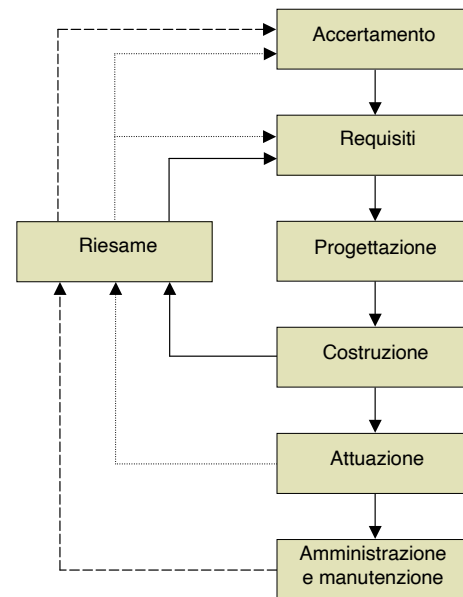 Accertamento
Requisiti
Riesame
Progettazione
Costruzione
Attuazione
Amministrazione
e manutenzione